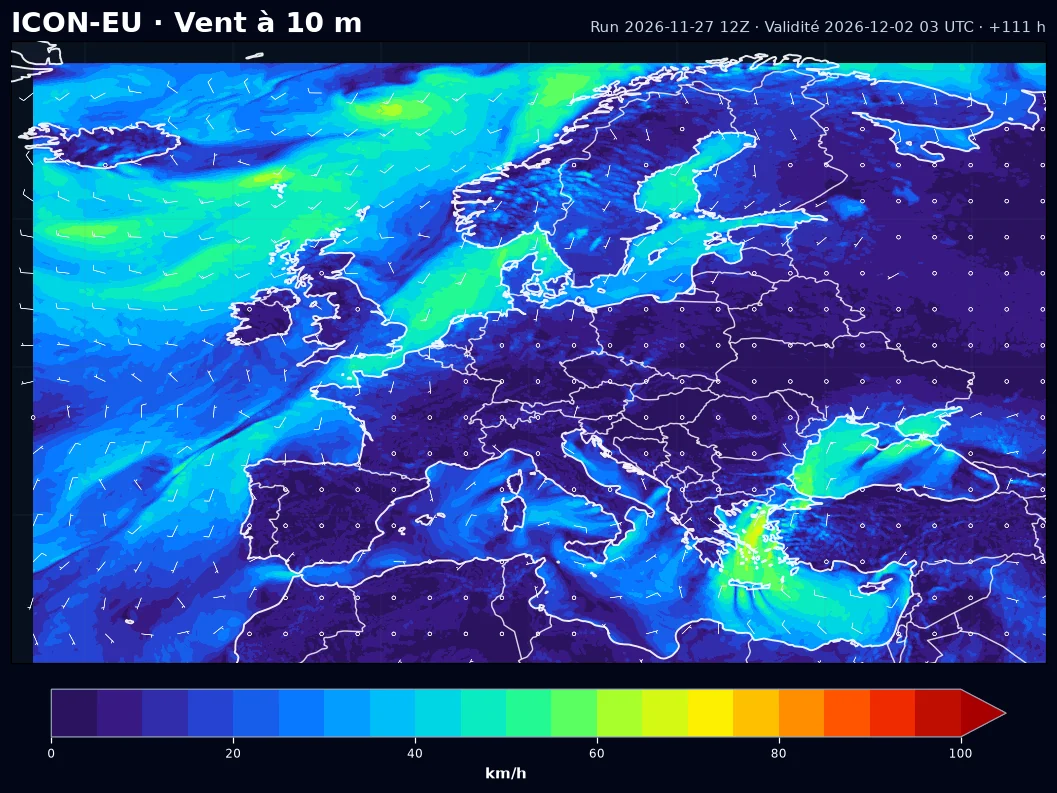 ICON-EU · Vent à 10 m
Run 2026-11-27 12Z · Validité 2026-12-02 03 UTC · +111 h
0 20 40 60 80 100
km/h